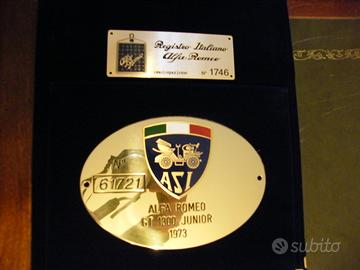 Registro Italiano
Alfa Romeo
N° 1746
N°
61721
ASI
ALFA ROMEO
GT 1300 JUNIOR
1973
subito